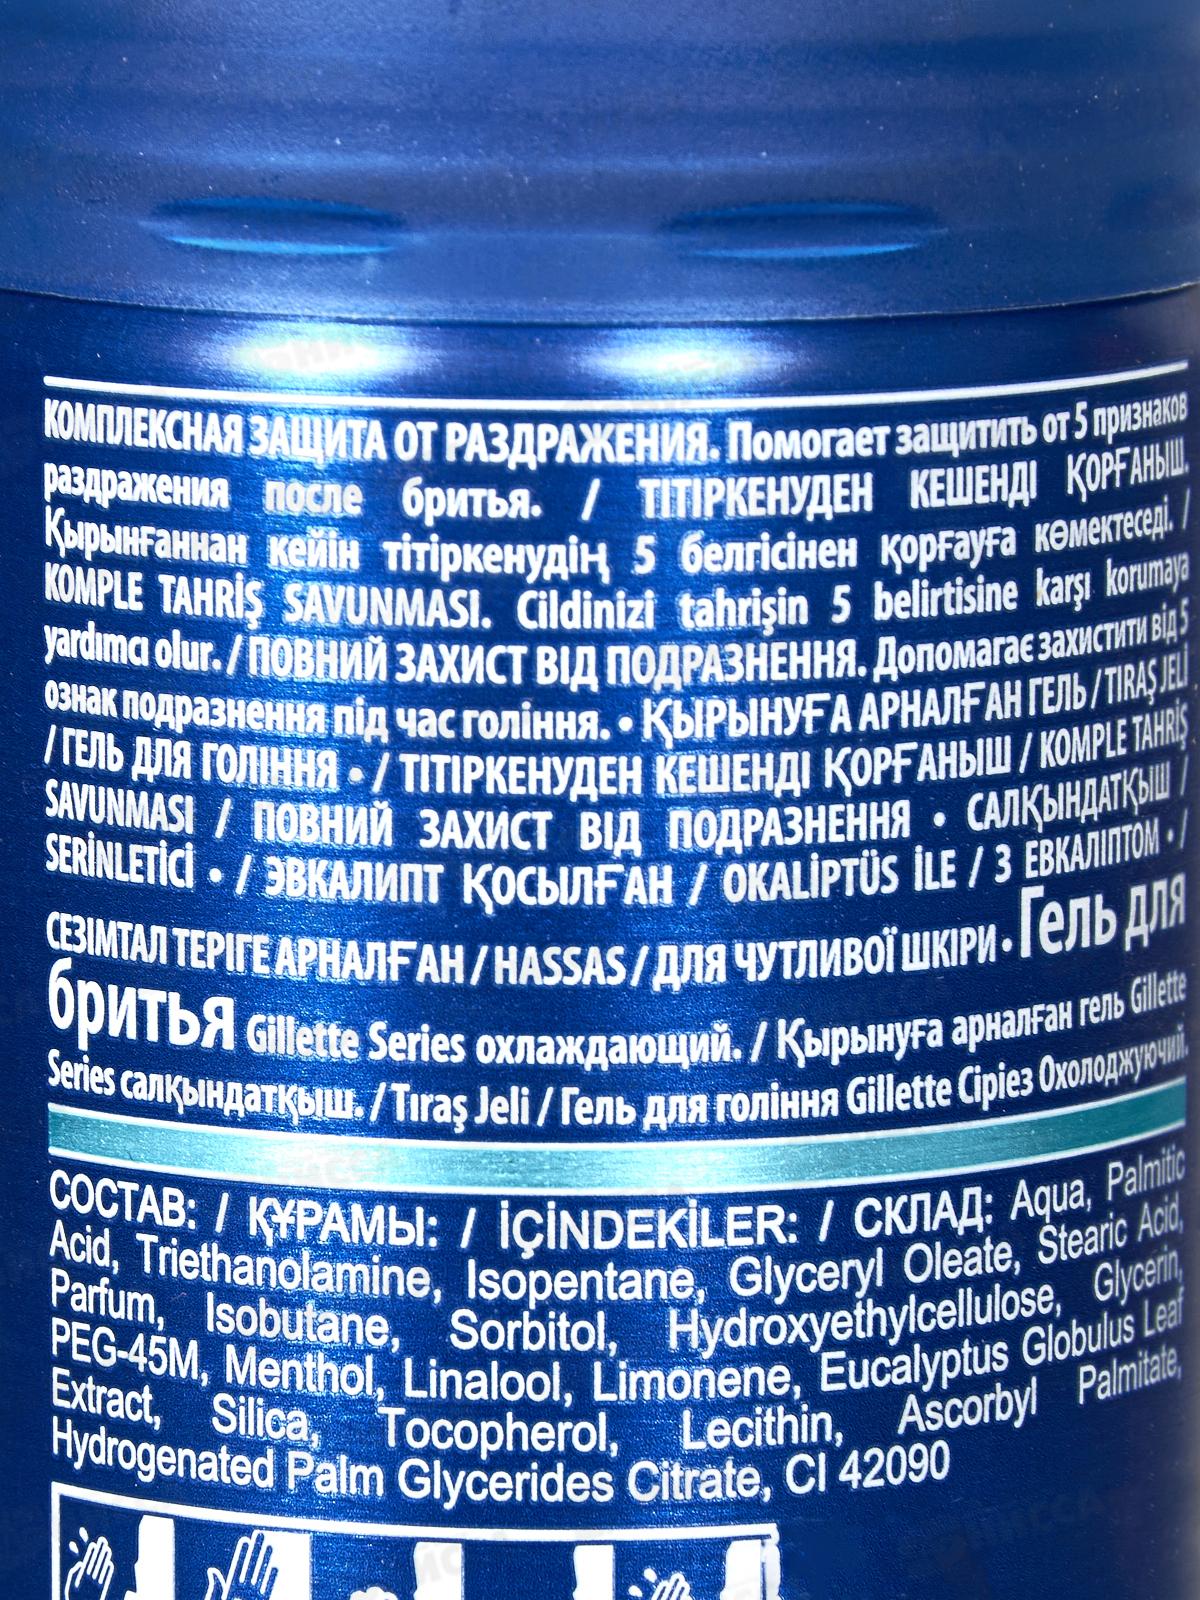 КОМПЛЕКСНАЯ ЗАЩИТА ОТ РАЗДРАЖЕНИЯ. Помогает защитить от 5 признаков
раздражения после бритья. / ТІТІРКЕНУДЕН КЕШЕНДІ ҚОРҒАНЫШ.
Қырынғаннан кейін тітіркенудің 5 белгісінен қорғауға көмектеседі. /
KOMPLE TAHRİŞ SAVUNMASI. Cildinizi tahrişin 5 belirtisine karşı korumaya
yardımcı olur. / ПОВНИЙ ЗАХИСТ ВІД ПОДРАЗНЕННЯ. Допомагає захистити від 5
ознак подразнення під час гоління. • ҚЫРЫНУҒА АРНАЛҒАН ГЕЛЬ / TIRAŞ JELİ
/ ГЕЛЬ ДЛЯ ГОЛІННЯ • / ТІТІРКЕНУДЕН КЕШЕНДІ ҚОРҒАНЫШ / KOMPLE TAHRİŞ
SAVUNMASI / ПОВНИЙ ЗАХИСТ ВІД ПОДРАЗНЕННЯ • САЛҚЫНДАТҚЫШ /
SERİNLETİCİ • / ЭВКАЛИПТ ҚОСЫЛҒАН / OKALİPTÜS İLE / З ЕВКАЛІПТОМ • /
СЕЗІМТАЛ ТЕРІГЕ АРНАЛҒАН / HASSAS / ДЛЯ ЧУТЛИВОЇ ШКІРИ • Гель для
бритья Gillette Series охлаждающий. / Қырынуға арналған гель Gillette
Series салқындатқыш. / Tıraş Jeli / Гель для гоління Gillette Сіріез Охолоджуючий.
СОСТАВ: / ҚҰРАМЫ: / İÇİNDEKİLER: / СКЛАД: Aqua, Palmitic
Acid, Triethanolamine, Isopentane, Glyceryl Oleate, Stearic Acid,
Parfum, Isobutane, Sorbitol, Hydroxyethylcellulose, Glycerin,
PEG-45M, Menthol, Linalool, Limonene, Eucalyptus Globulus Leaf
Extract, Silica, Tocopherol, Lecithin, Ascorbyl Palmitate,
Hydrogenated Palm Glycerides Citrate, CI 42090